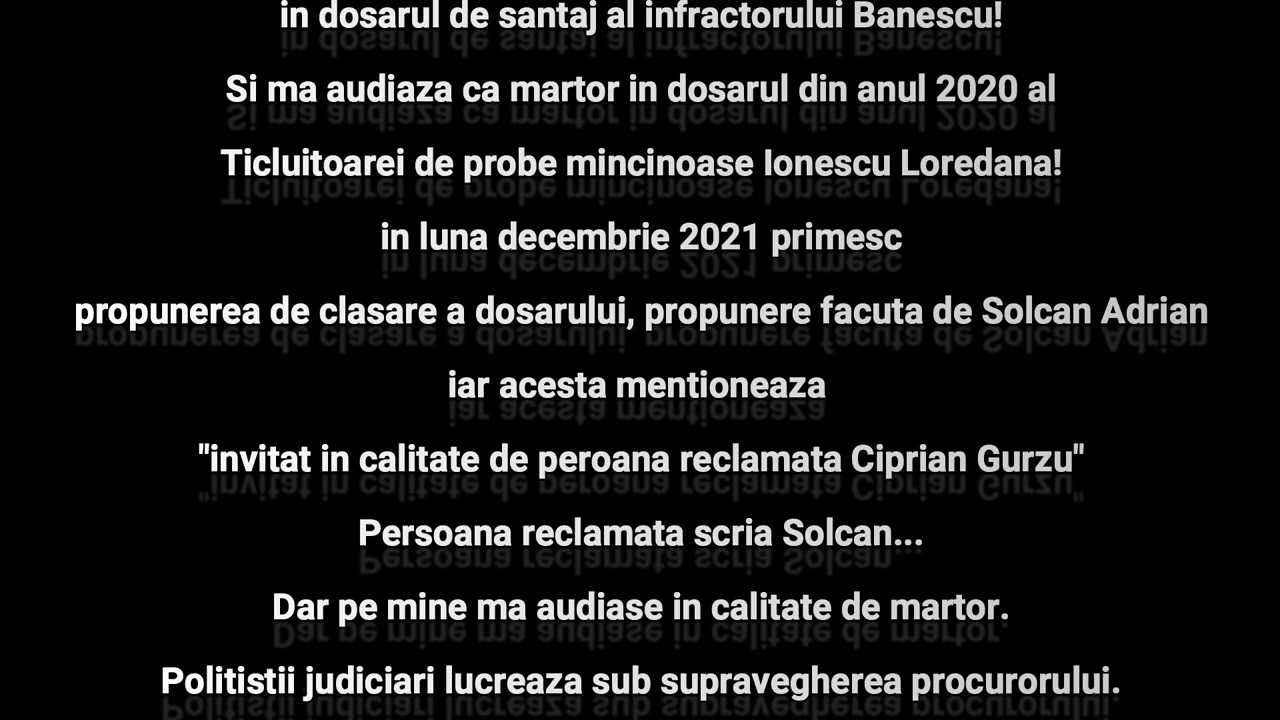 in dosarul de santaj al infractorului Banescu!
Si ma audiaza ca martor in dosarul din anul 2020 al
Ticluitoarei de probe mincinoase Ionescu Loredana!
in luna decembrie 2021 primesc
propunerea de clasare a dosarului, propunere facuta de Solcan Adrian
iar acesta mentioneaza
"invitat in calitate de peroana reclamata Ciprian Gurzu"
Persoana reclamata scria Solcan...
Dar pe mine ma audiase in calitate de martor.
Politistii judiciari lucreaza sub supravegherea procurorului.